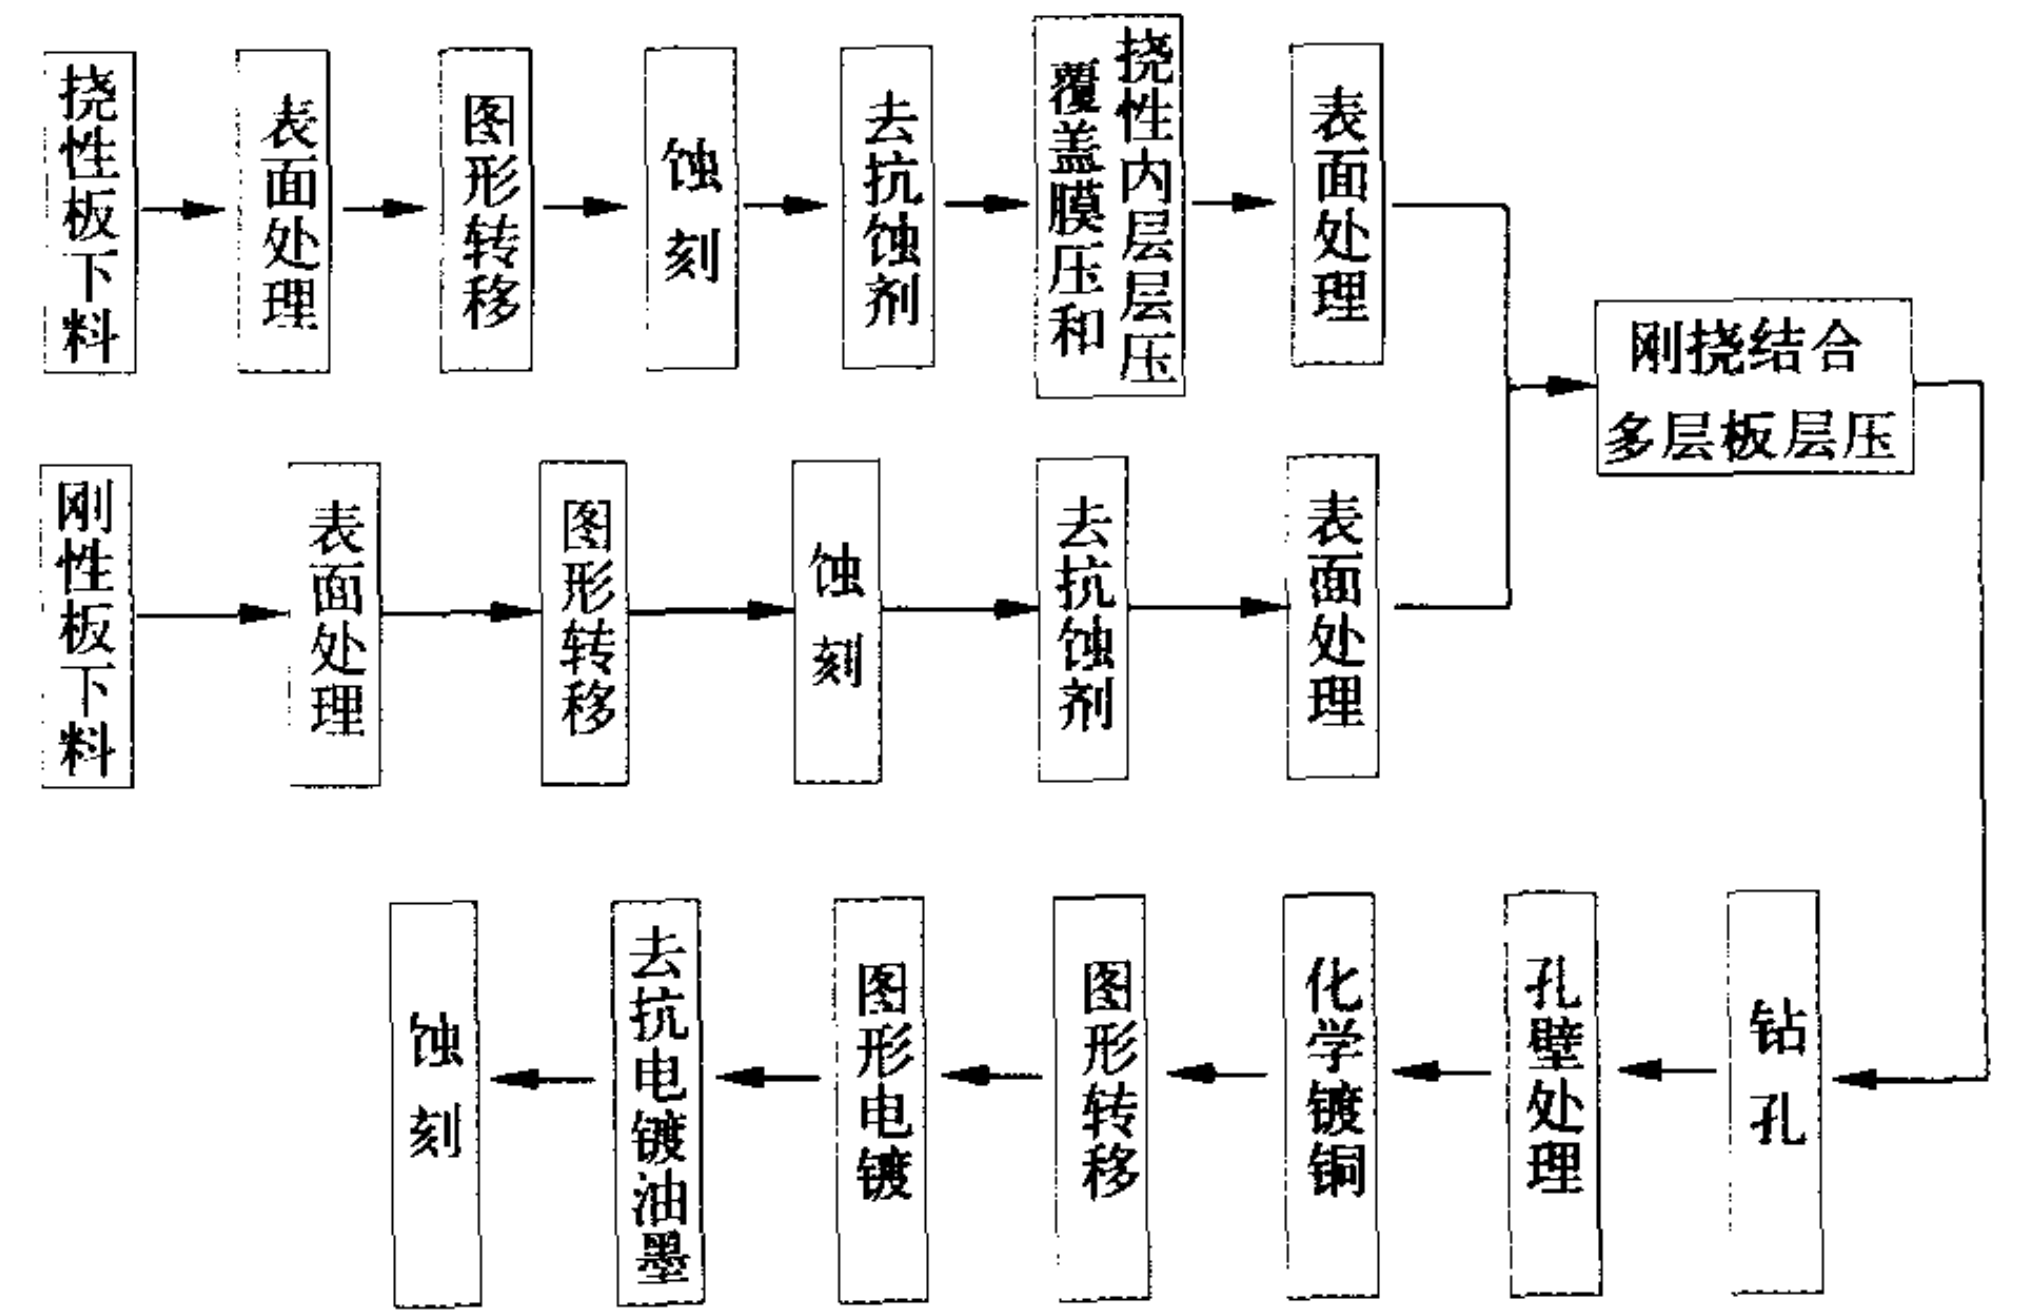 挠性板下料
表面处理
图形转移
蚀刻
去抗蚀剂
覆盖膜压和
挠性内层层压
表面处理
刚挠结合
多层板层压
刚性板下料
表面处理
图形转移
蚀刻
去抗蚀剂
表面处理
钻孔
孔壁处理
化学镀铜
图形转移
图形电镀
去抗电镀油墨
蚀刻